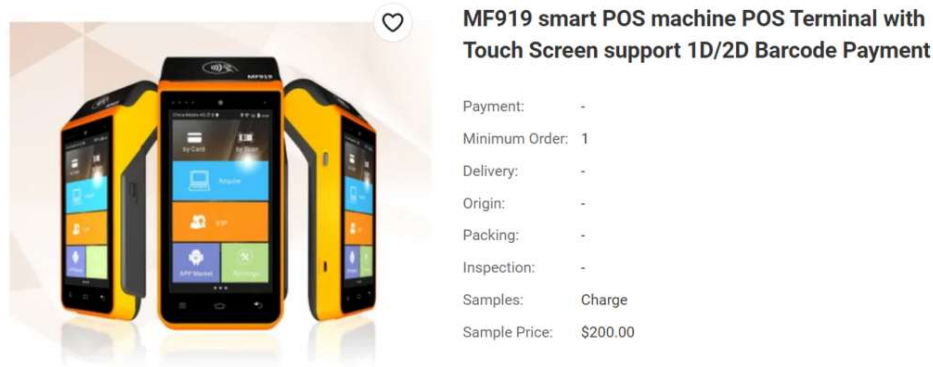 MF919 smart POS machine POS Terminal with
Touch Screen support 1D/2D Barcode Payment
Payment: -
Minimum Order: 1
Delivery: -
Origin: -
Packing: -
Inspection: -
Samples: Charge
Sample Price: $200.00
MF919
by Card by Scan
Acquire
VIP
APP Market Settings